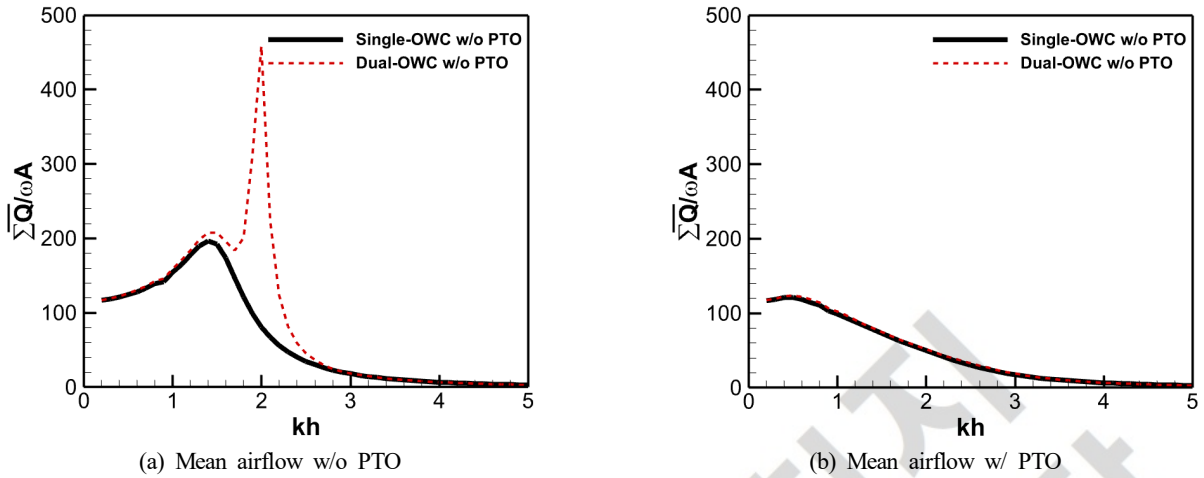 500
400
300
200
100
0
0 1 2 3 4 5
ΣQ̅/ωA
kh
Single-OWC w/o PTO
Dual-OWC w/o PTO
(a) Mean airflow w/o PTO
500
400
300
200
100
0
0 1 2 3 4 5
ΣQ̅/ωA
kh
Single-OWC w/o PTO
Dual-OWC w/o PTO
(b) Mean airflow w/ PTO